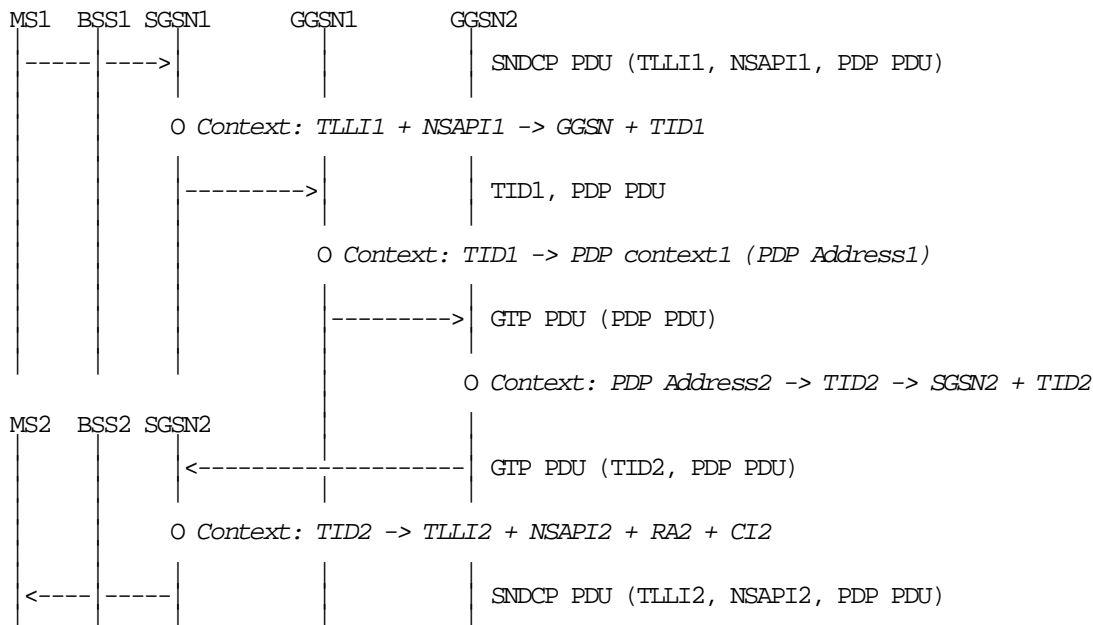 MS1 BSS1 SGSN1 GGSN1 GGSN2
SNDCP PDU (TLLI1, NSAPI1, PDP PDU)
O Context: TLLI1 + NSAPI1 -> GGSN + TID1
TID1, PDP PDU
O Context: TID1 -> PDP context1 (PDP Address1)
GTP PDU (PDP PDU)
O Context: PDP Address2 -> TID2 -> SGSN2 + TID2
MS2 BSS2 SGSN2
GTP PDU (TID2, PDP PDU)
O Context: TID2 -> TLLI2 + NSAPI2 + RA2 + CI2
SNDCP PDU (TLLI2, NSAPI2, PDP PDU)